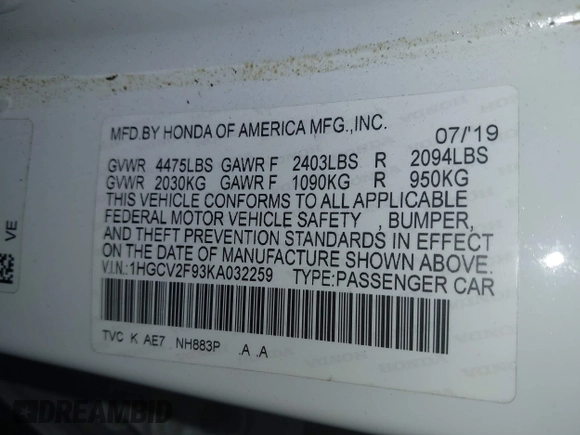 MFD.BY HONDA OF AMERICA MFG.,INC. 07/'19
GVWR 4475LBS GAWR F 2403LBS R 2094LBS
GVWR 2030KG GAWR F 1090KG R 950KG
THIS VEHICLE CONFORMS TO ALL APPLICABLE
FEDERAL MOTOR VEHICLE SAFETY , BUMPER,
AND THEFT PREVENTION STANDARDS IN EFFECT
ON THE DATE OF MANUFACTURE SHOWN ABOVE.
V.I.N.:1HGCV2F93KA032259 TYPE:PASSENGER CAR
TVC K AE7 NH883P .A .A
VE
DREAMBID